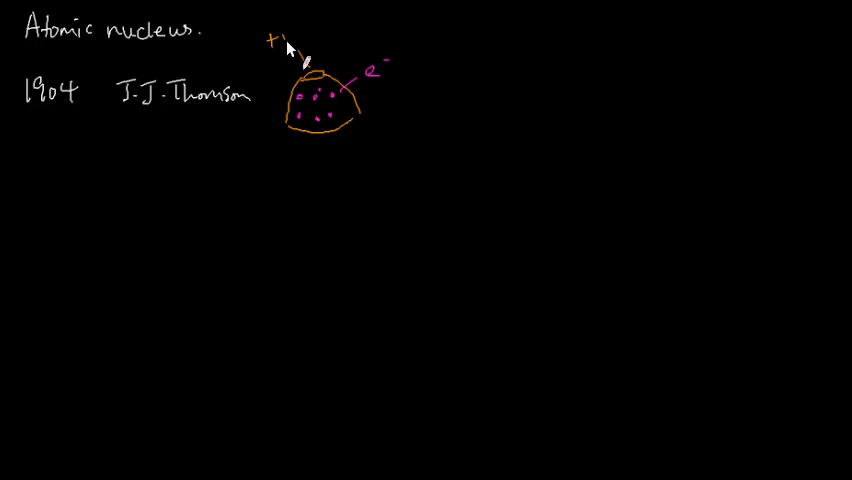 Atomic nucleus.
1904 J.J. Thomson
+
e⁻